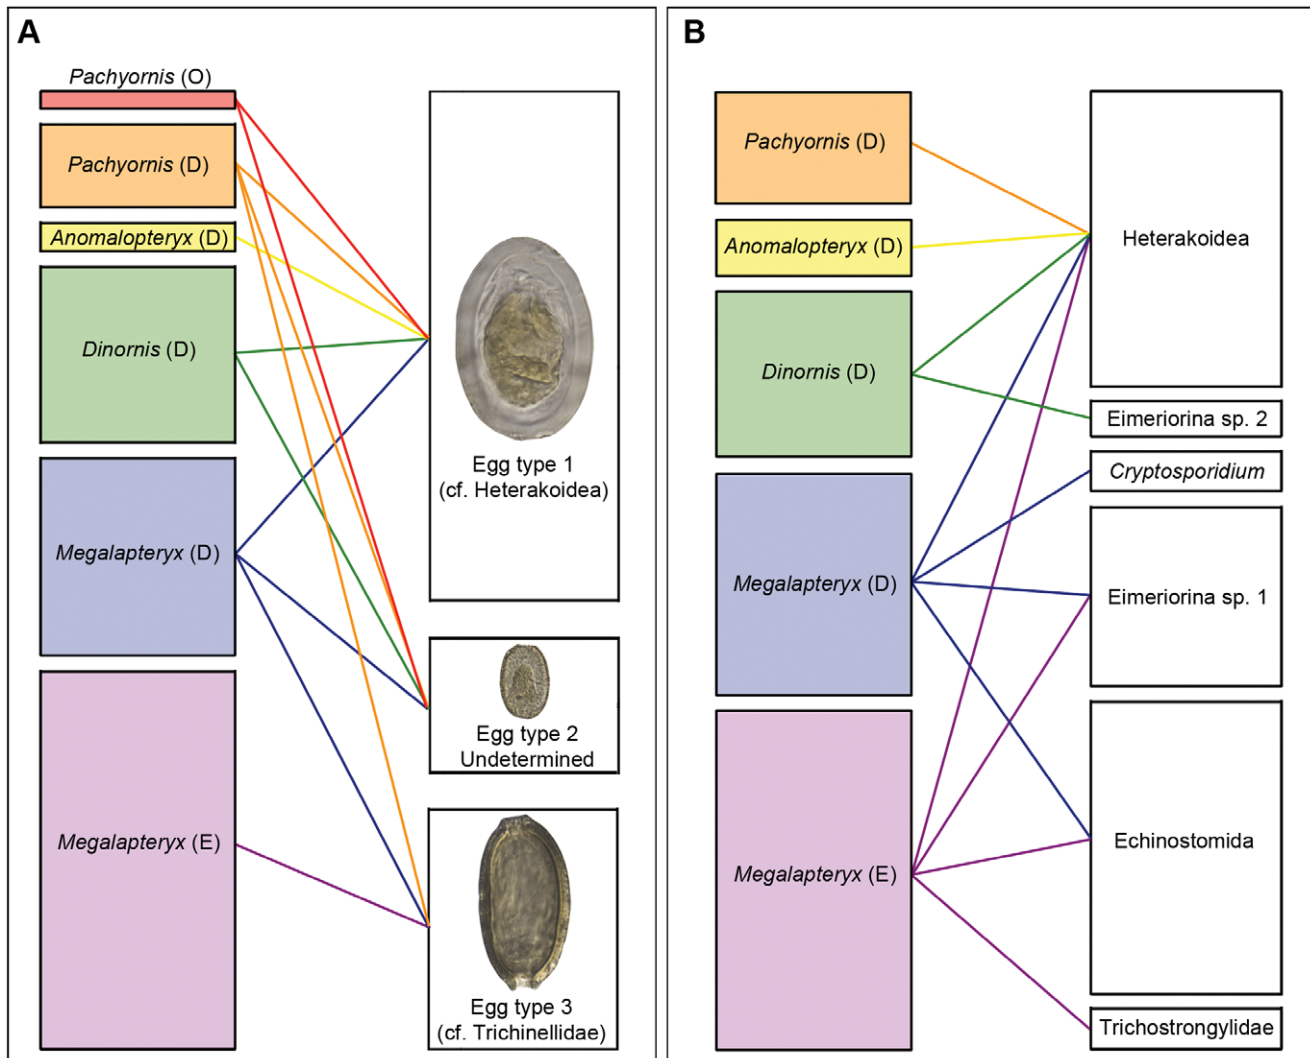 A
Pachyornis (O)
Pachyornis (D)
Anomalopteryx (D)
Dinornis (D)
Megalapteryx (D)
Megalapteryx (E)
Egg type 1
(cf. Heterakoidea)
Egg type 2
Undetermined
Egg type 3
(cf. Trichinellidae)
B
Pachyornis (D)
Anomalopteryx (D)
Dinornis (D)
Megalapteryx (D)
Megalapteryx (E)
Heterakoidea
Eimeriorina sp. 2
Cryptosporidium
Eimeriorina sp. 1
Echinostomida
Trichostrongylidae